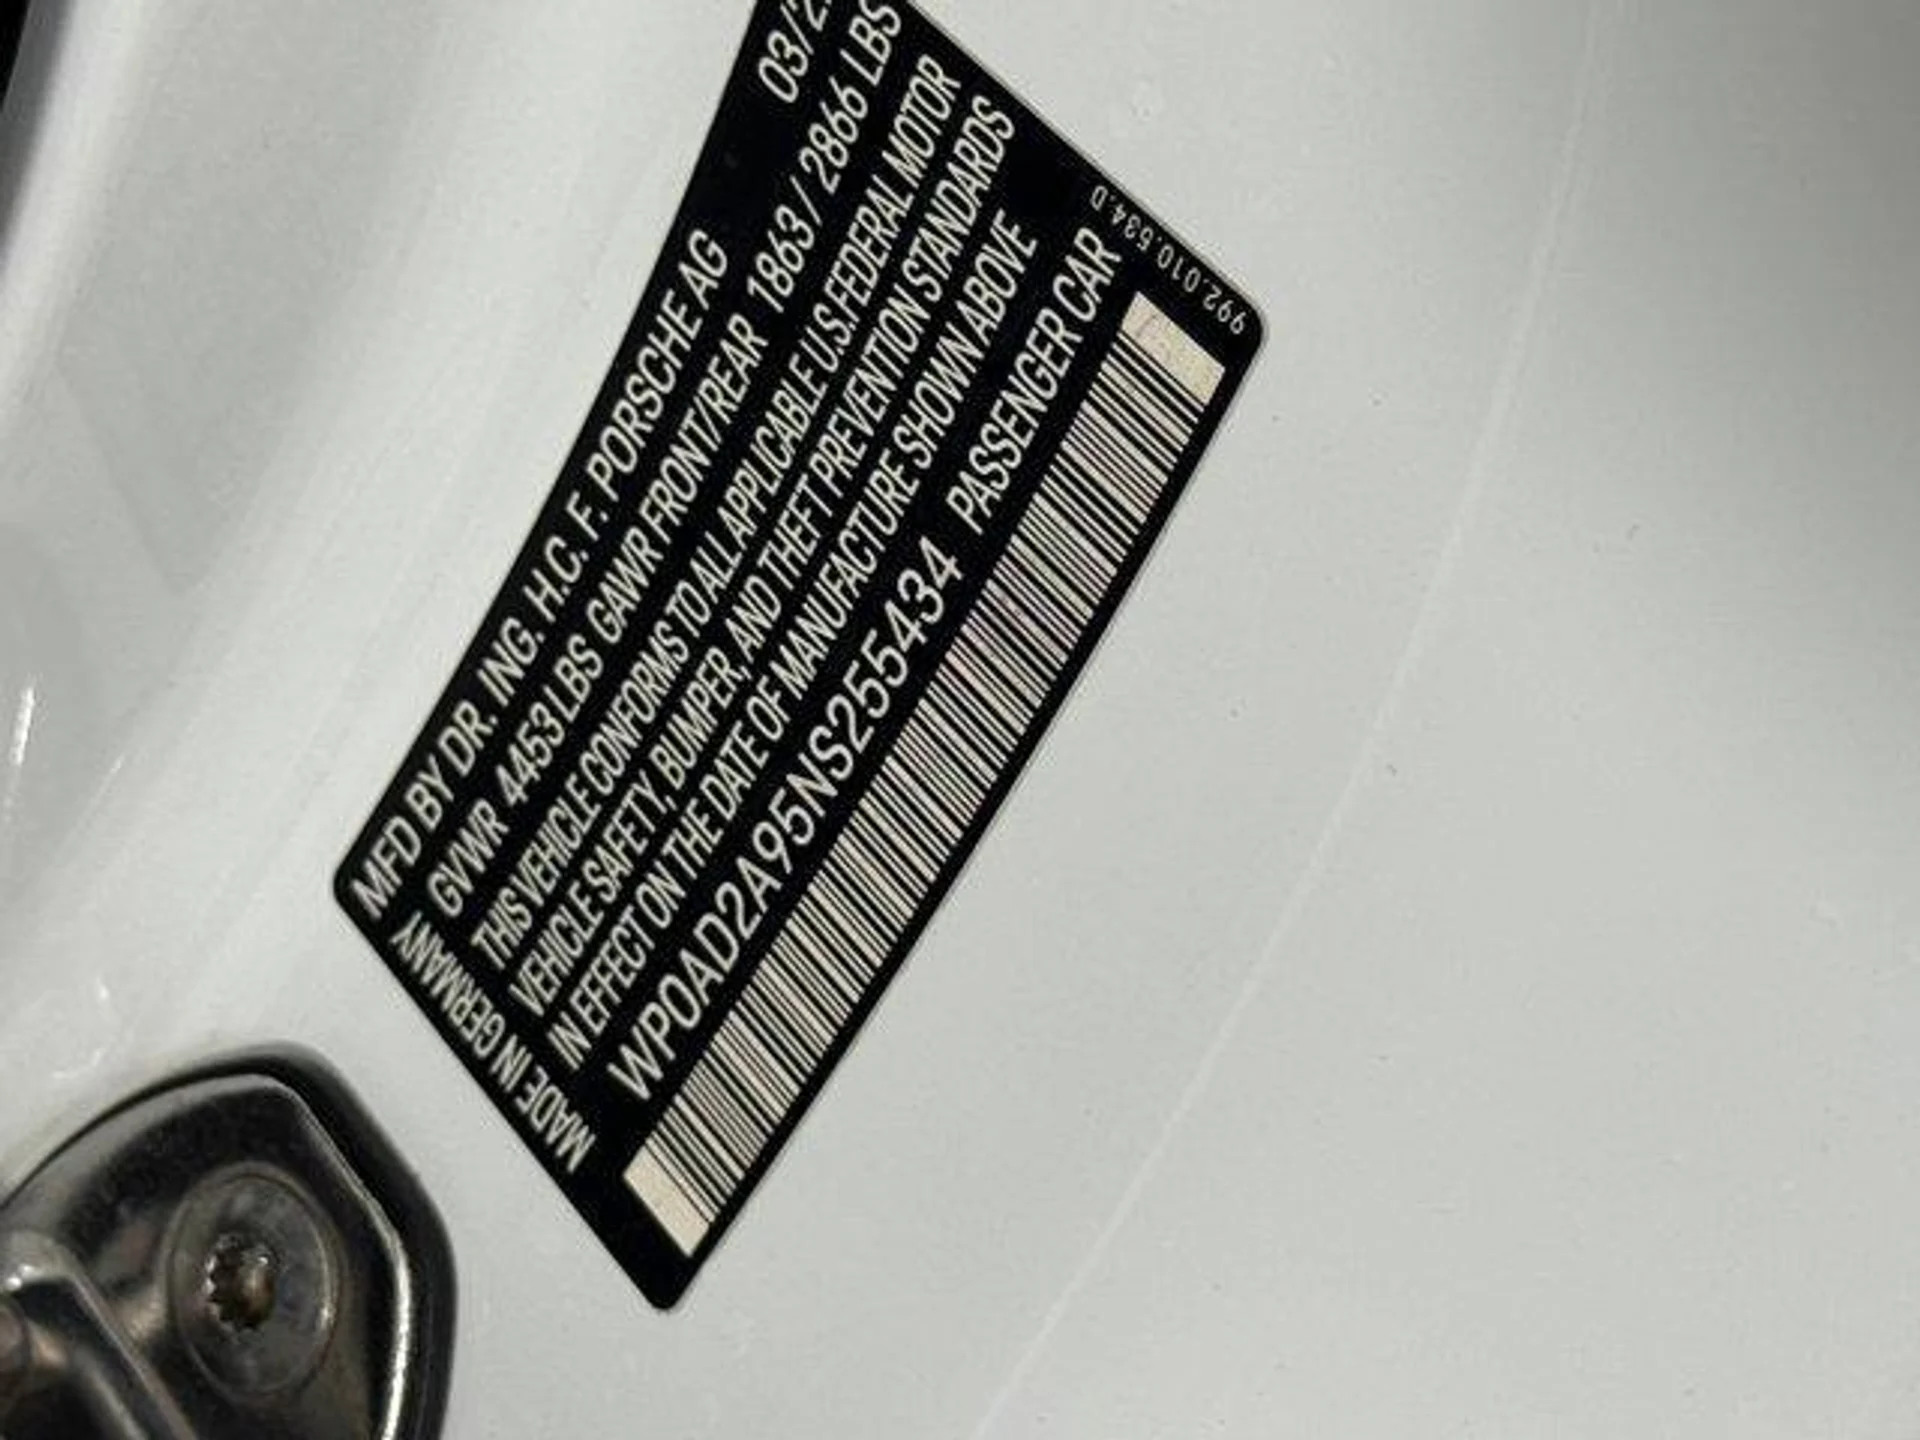 MFD BY DR. ING. H.C. F. PORSCHE AG 03/2
GVWR 4453 LBS GAWR FRONT/REAR 1863 / 2866 LBS
THIS VEHICLE CONFORMS TO ALL APPLICABLE U.S.FEDERAL MOTOR
VEHICLE SAFETY, BUMPER, AND THEFT PREVENTION STANDARDS
IN EFFECT ON THE DATE OF MANUFACTURE SHOWN ABOVE
WP0AD2A95NS255434 PASSENGER CAR
MADE IN GERMANY
992.010.534.D